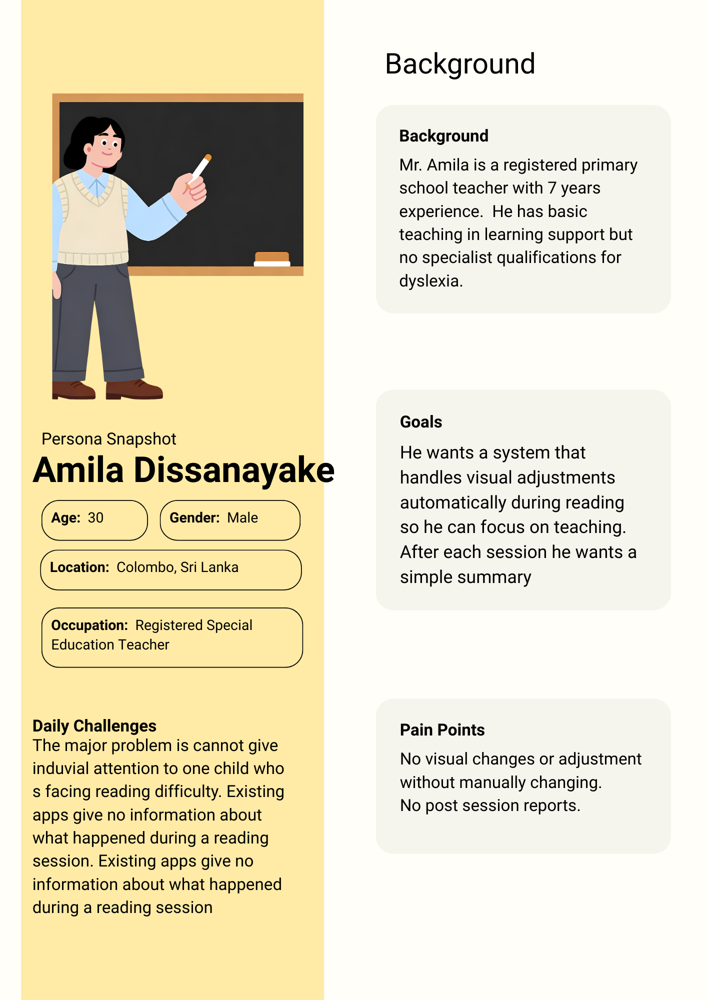 Persona Snapshot
Amila Dissanayake
Age: 30
Gender: Male
Location: Colombo, Sri Lanka
Occupation: Registered Special
Education Teacher
Daily Challenges
The major problem is cannot give
induvial attention to one child who
s facing reading difficulty. Existing
apps give no information about
what happened during a reading
session. Existing apps give no
information about what happened
during a reading session
Background
Background
Mr. Amila is a registered primary
school teacher with 7 years
experience.  He has basic
teaching in learning support but
no specialist qualifications for
dyslexia.
Goals
He wants a system that
handles visual adjustments
automatically during reading
so he can focus on teaching.
After each session he wants a
simple summary
Pain Points
No visual changes or adjustment
without manually changing.
No post session reports.